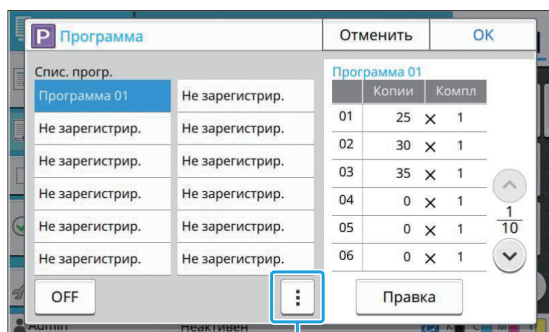 P Программа
Отменить
OK
Спис. прогр.
Программа 01
Не зарегистрир.
Не зарегистрир.
Не зарегистрир.
Не зарегистрир.
Не зарегистрир.
Не зарегистрир.
Не зарегистрир.
Не зарегистрир.
Не зарегистрир.
Не зарегистрир.
Не зарегистрир.
Программа 01
Копии Компл
01 25 × 1
02 30 × 1
03 35 × 1
04 0 × 1
05 0 × 1
06 0 × 1
1
10
OFF
Правка
Admin
Неактивен
K C M Y